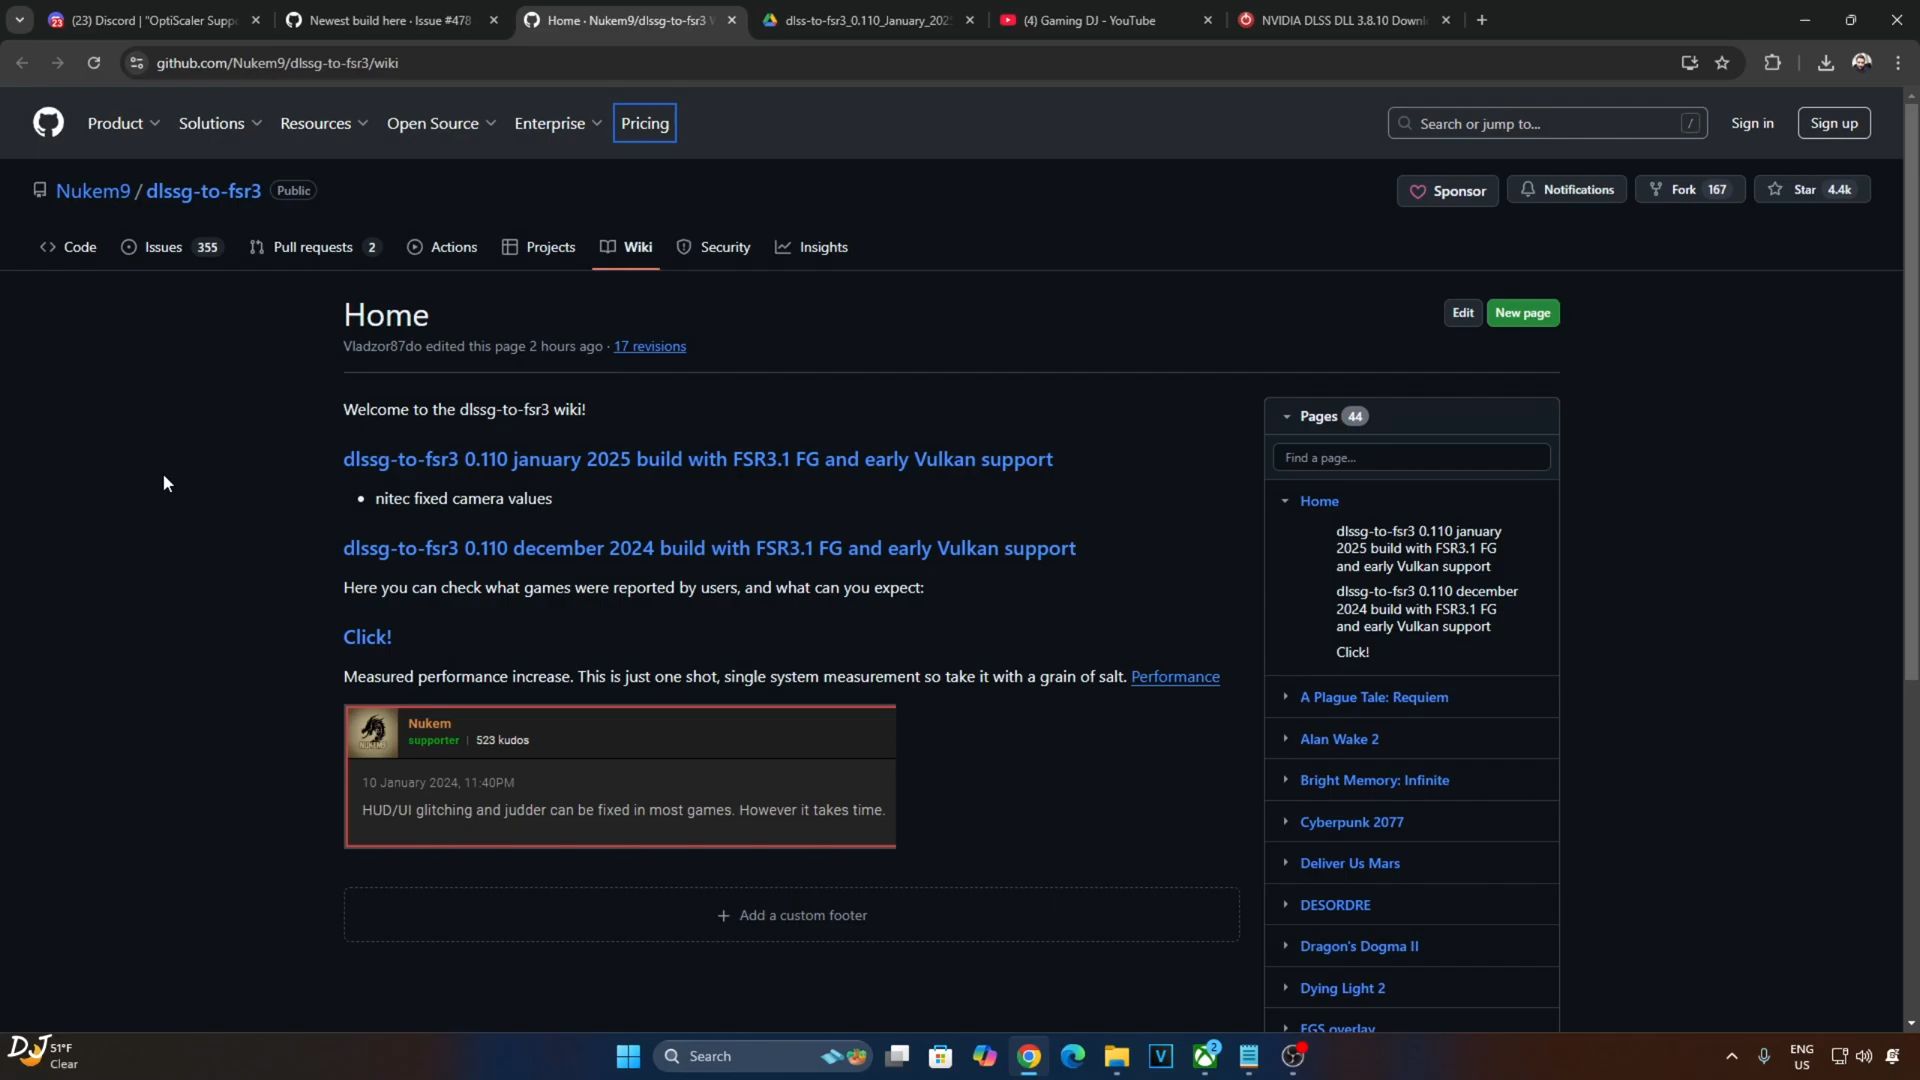 (23) Discord | "OptiScaler Suppo
Newest build here · Issue #478
Home · Nukem9/dlssg-to-fsr3 W
dlss-to-fsr3_0.110_January_202
(4) Gaming DJ - YouTube
NVIDIA DLSS DLL 3.8.10 Downl
github.com/Nukem9/dlssg-to-fsr3/wiki
Product
Solutions
Resources
Open Source
Enterprise
Pricing
Search or jump to...
/
Sign in
Sign up
Nukem9 / dlssg-to-fsr3 Public
Sponsor
Notifications
Fork 167
Star 4.4k
Code
Issues 355
Pull requests 2
Actions
Projects
Wiki
Security
Insights
Home
Edit
New page
Vladzor87do edited this page 2 hours ago · 17 revisions
Welcome to the dlssg-to-fsr3 wiki!
dlssg-to-fsr3 0.110 january 2025 build with FSR3.1 FG and early Vulkan support
• nitec fixed camera values
dlssg-to-fsr3 0.110 december 2024 build with FSR3.1 FG and early Vulkan support
Here you can check what games were reported by users, and what can you expect:
Click!
Measured performance increase. This is just one shot, single system measurement so take it with a grain of salt. Performance
Nukem
supporter | 523 kudos
10 January 2024, 11:40PM
HUD/UI glitching and judder can be fixed in most games. However it takes time.
+ Add a custom footer
Pages 44
Find a page...
Home
dlssg-to-fsr3 0.110 january
2025 build with FSR3.1 FG
and early Vulkan support
dlssg-to-fsr3 0.110 december
2024 build with FSR3.1 FG
and early Vulkan support
Click!
A Plague Tale: Requiem
Alan Wake 2
Bright Memory: Infinite
Cyberpunk 2077
Deliver Us Mars
DESORDRE
Dragon's Dogma II
Dying Light 2
FGS overlay
DJ
51°F
Clear
Search
V
2
ENG
US